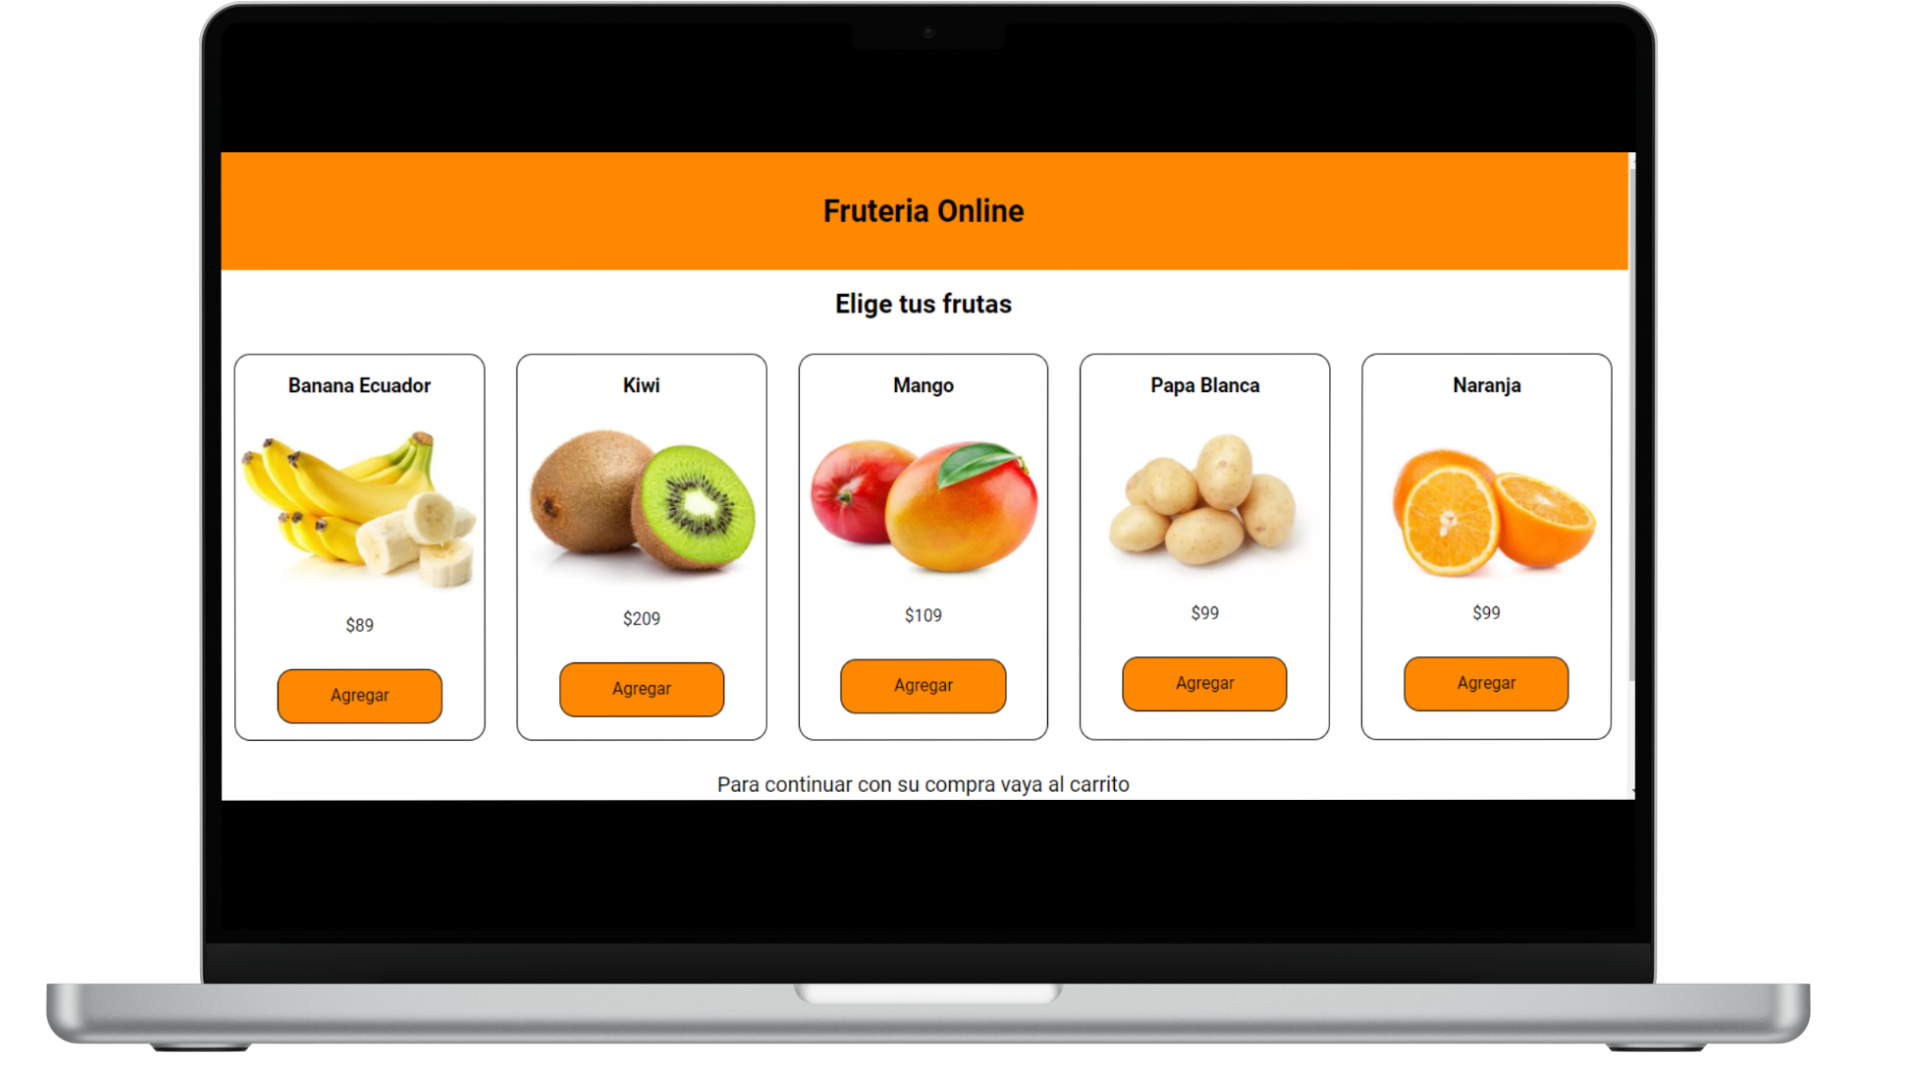 Fruteria Online
Elige tus frutas
Banana Ecuador
$89
Agregar
Kiwi
$209
Agregar
Mango
$109
Agregar
Papa Blanca
$99
Agregar
Naranja
$99
Agregar
Para continuar con su compra vaya al carrito